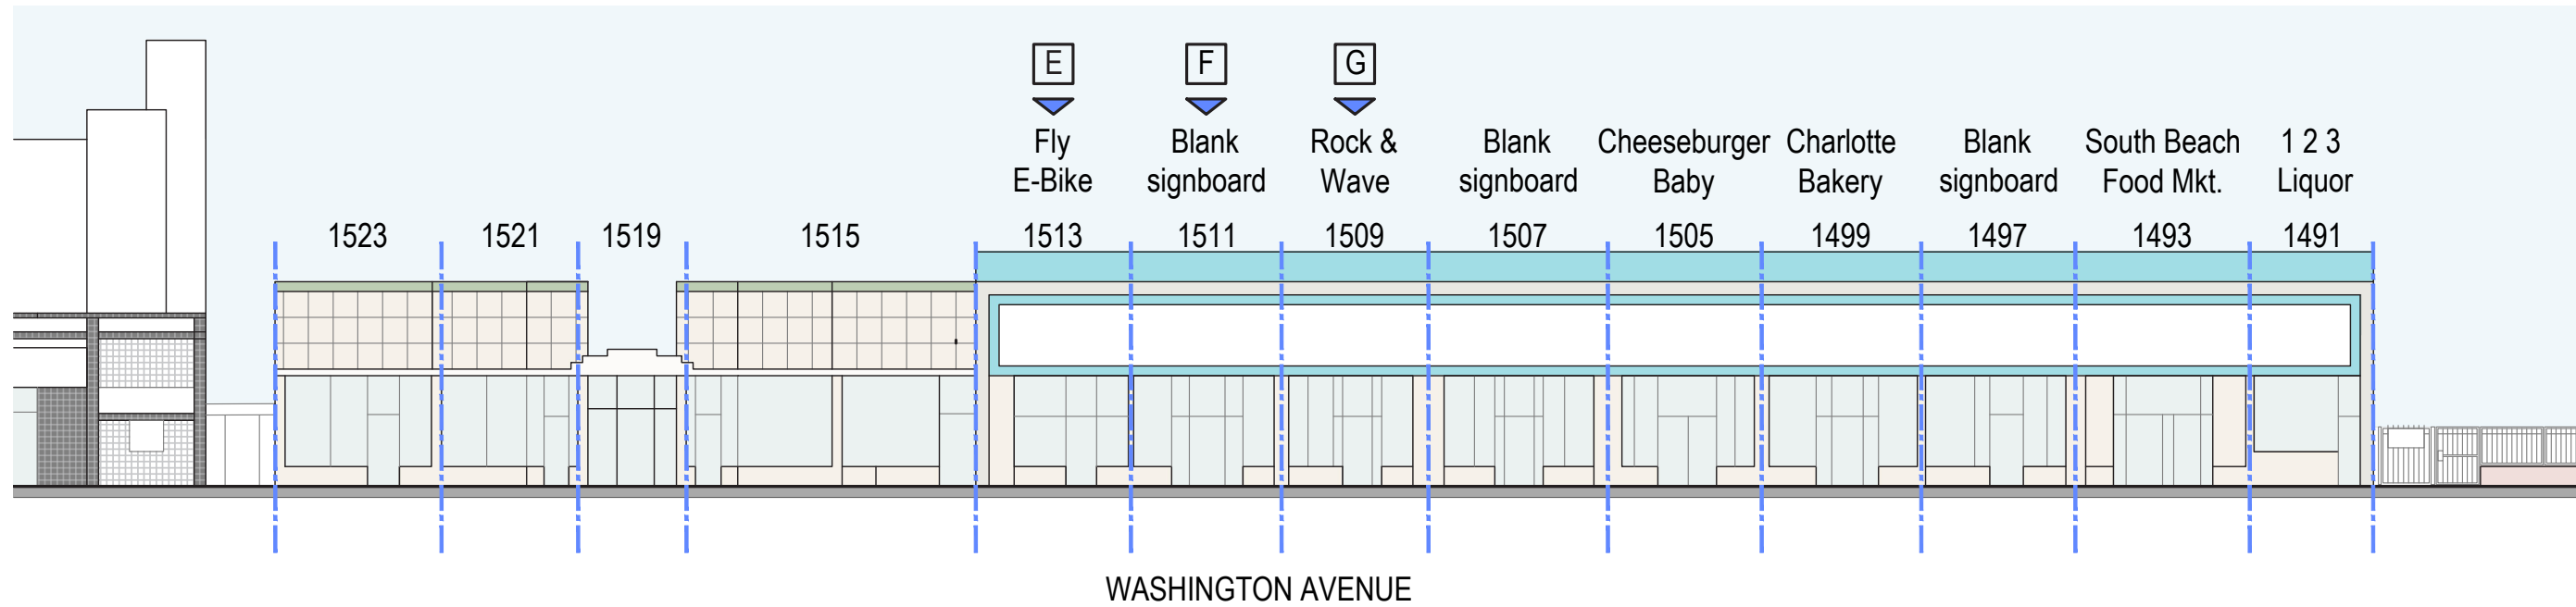 E F G
Fly Blank Rock & Blank Cheeseburger Charlotte Blank South Beach 1 2 3
E-Bike signboard Wave signboard Baby Bakery signboard Food Mkt. Liquor
1523 1521 1519 1515 1513 1511 1509 1507 1505 1499 1497 1493 1491
WASHINGTON AVENUE